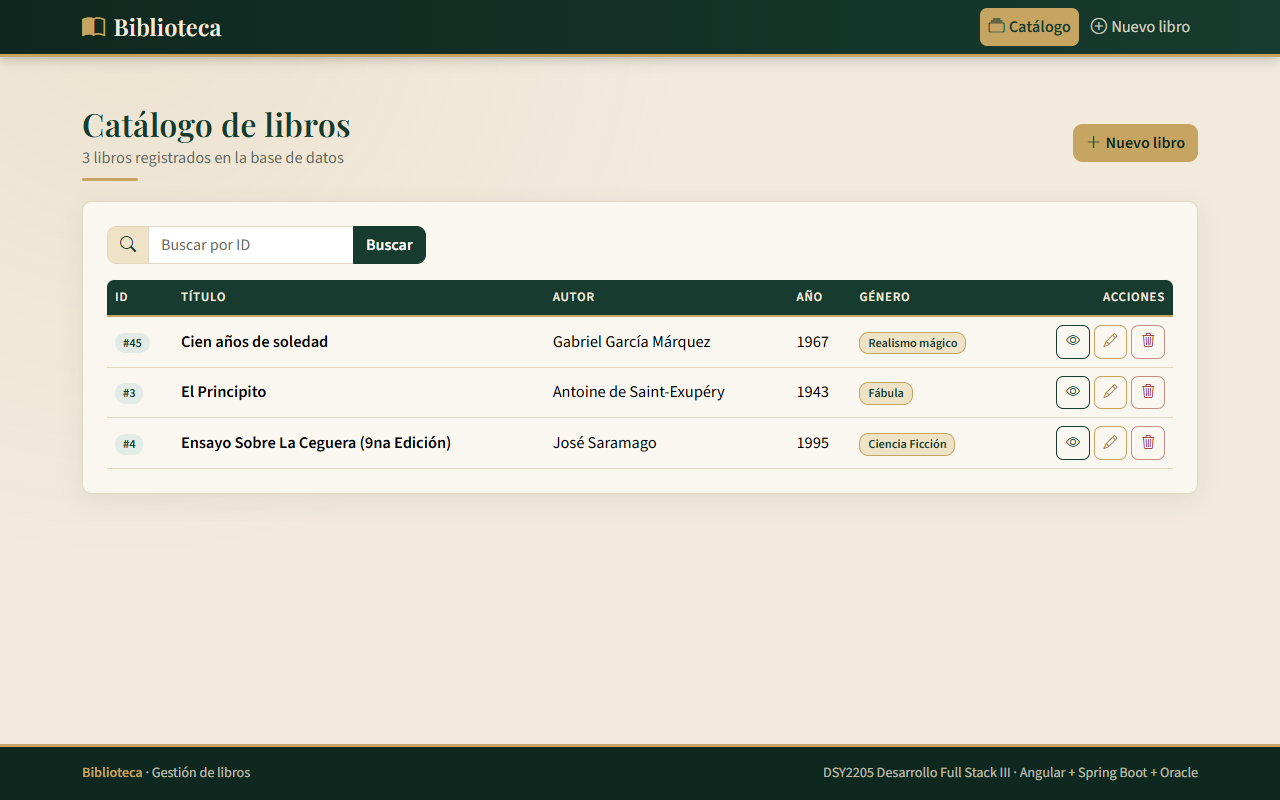 Biblioteca Catálogo Nuevo libro
Catálogo de libros
3 libros registrados en la base de datos
Nuevo libro
Buscar por ID Buscar
ID TÍTULO AUTOR AÑO GÉNERO ACCIONES
#45 Cien años de soledad Gabriel García Márquez 1967 Realismo mágico
#3 El Principito Antoine de Saint-Exupéry 1943 Fábula
#4 Ensayo Sobre La Ceguera (9na Edición) José Saramago 1995 Ciencia Ficción
Biblioteca · Gestión de libros DSY2205 Desarrollo Full Stack III · Angular + Spring Boot + Oracle